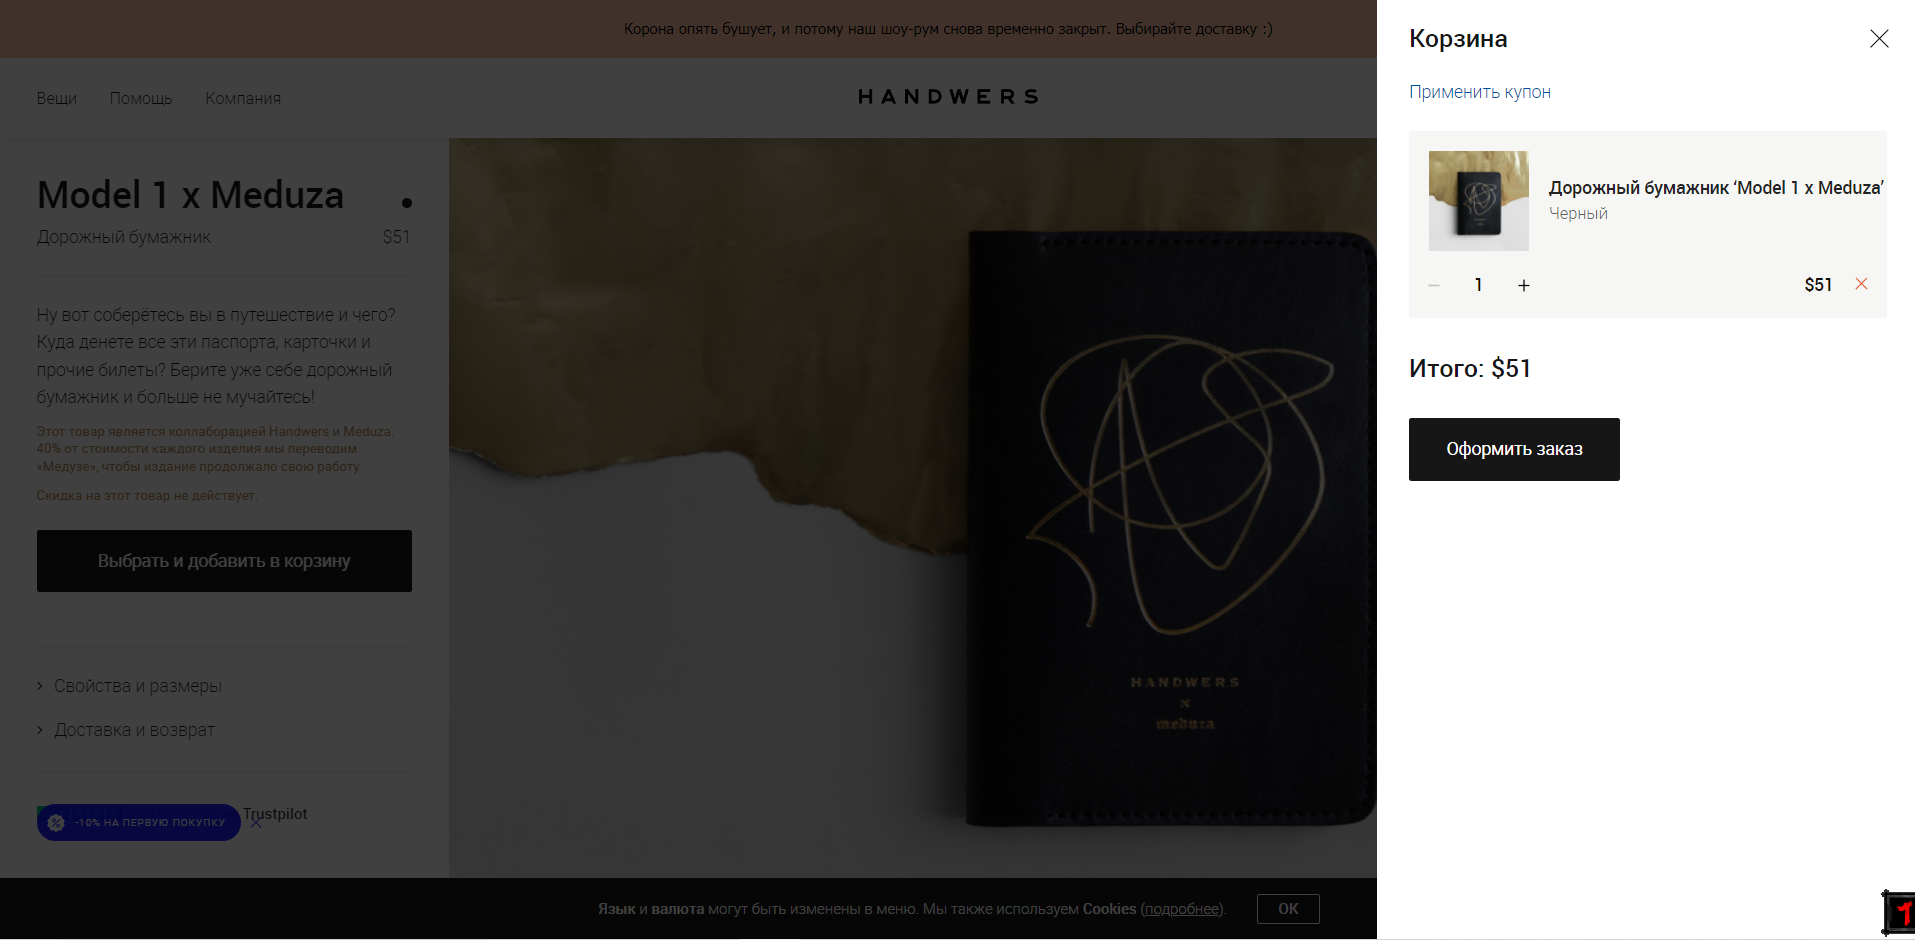 Корона опять бушует, и потому наш шоу-рум снова временно закрыт. Выбирайте доставку :)
Вещи
Помощь
Компания
HANDWERS
Model 1 x Meduza
Дорожный бумажник
$51
Ну вот соберётесь вы в путешествие и чего?
Куда денете все эти паспорта, карточки и
прочие билеты? Берите уже себе дорожный
бумажник и больше не мучайтесь!
Этот товар является коллаборацией Handwers и Meduza.
40% от стоимости каждого изделия мы переводим
«Медузе», чтобы издание продолжало свою работу.
Скидка на этот товар не действует.
Выбрать и добавить в корзину
Свойства и размеры
Доставка и возврат
-10% НА ПЕРВУЮ ПОКУПКУ
Trustpilot
HANDWERS
x
meduza
Язык и валюта могут быть изменены в меню. Мы также используем Cookies (подробнее).
OK
Корзина
Применить купон
Дорожный бумажник ‘Model 1 x Meduza’
Черный
1
$51
Итого: $51
Оформить заказ
1